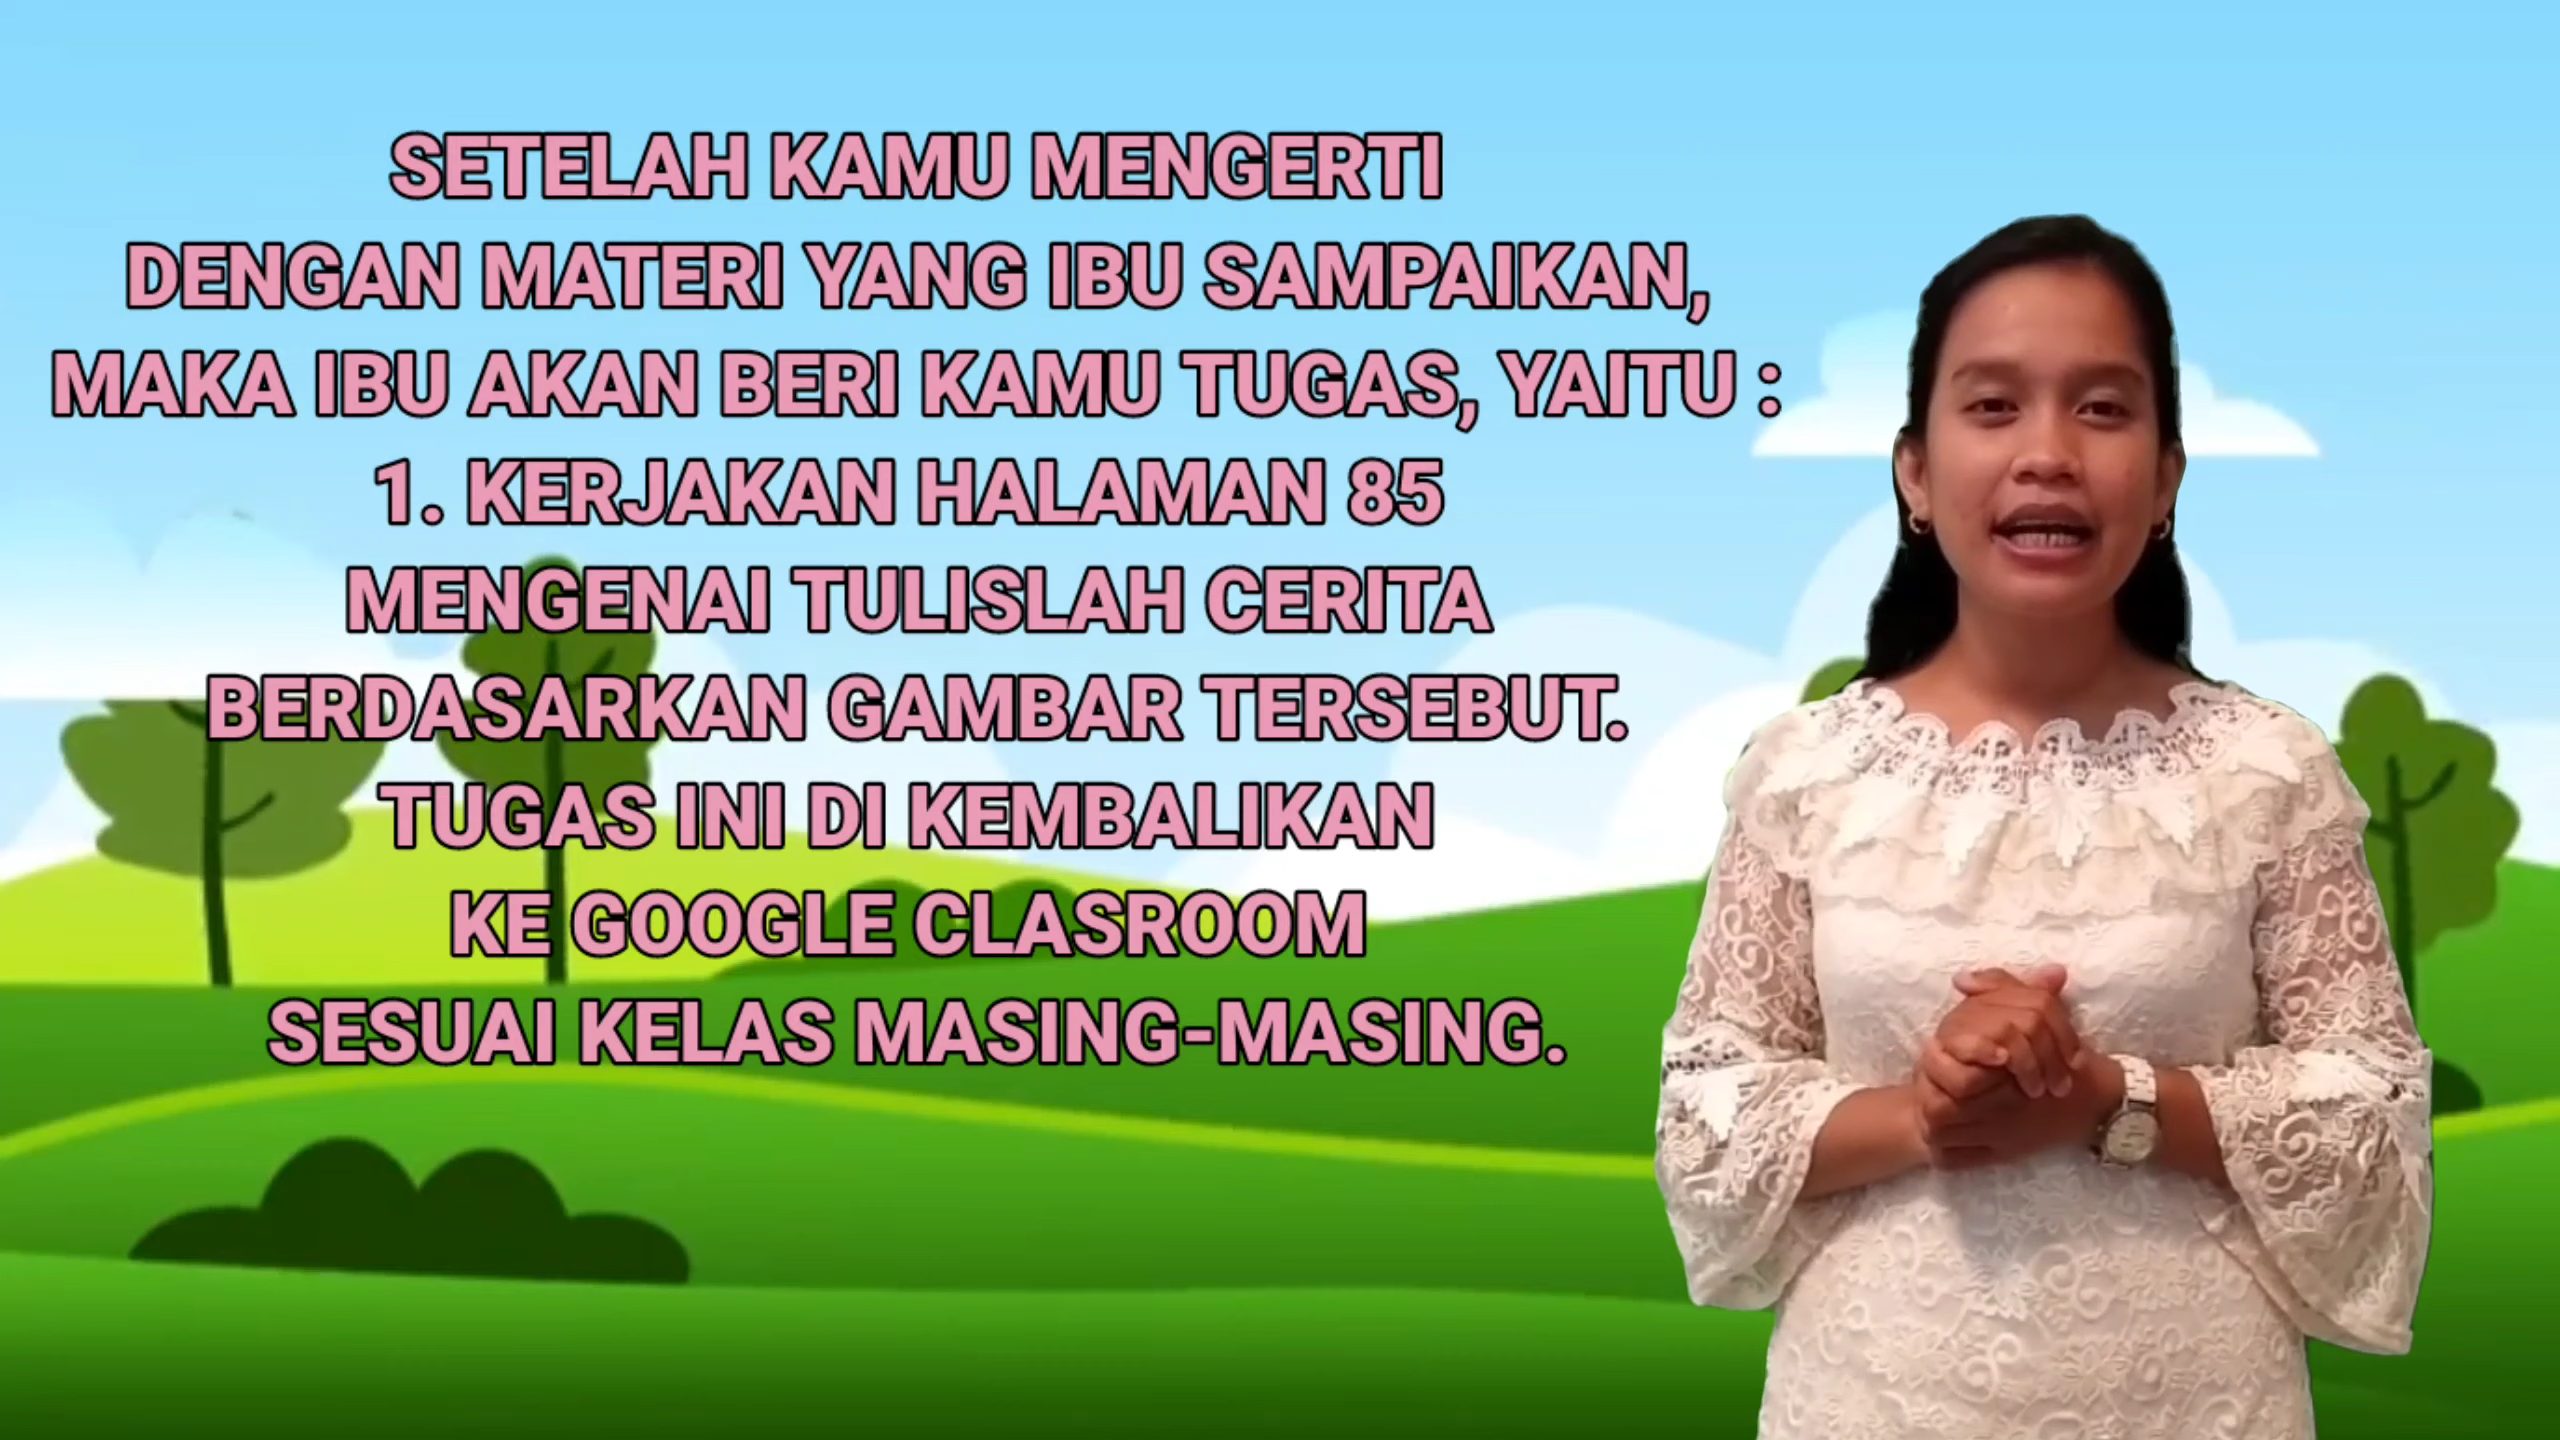 SETELAH KAMU MENGERTI
DENGAN MATERI YANG IBU SAMPAIKAN,
MAKA IBU AKAN BERI KAMU TUGAS, YAITU :
1. KERJAKAN HALAMAN 85
MENGENAI TULISLAH CERITA
BERDASARKAN GAMBAR TERSEBUT.
TUGAS INI DI KEMBALIKAN
KE GOOGLE CLASROOM
SESUAI KELAS MASING-MASING.